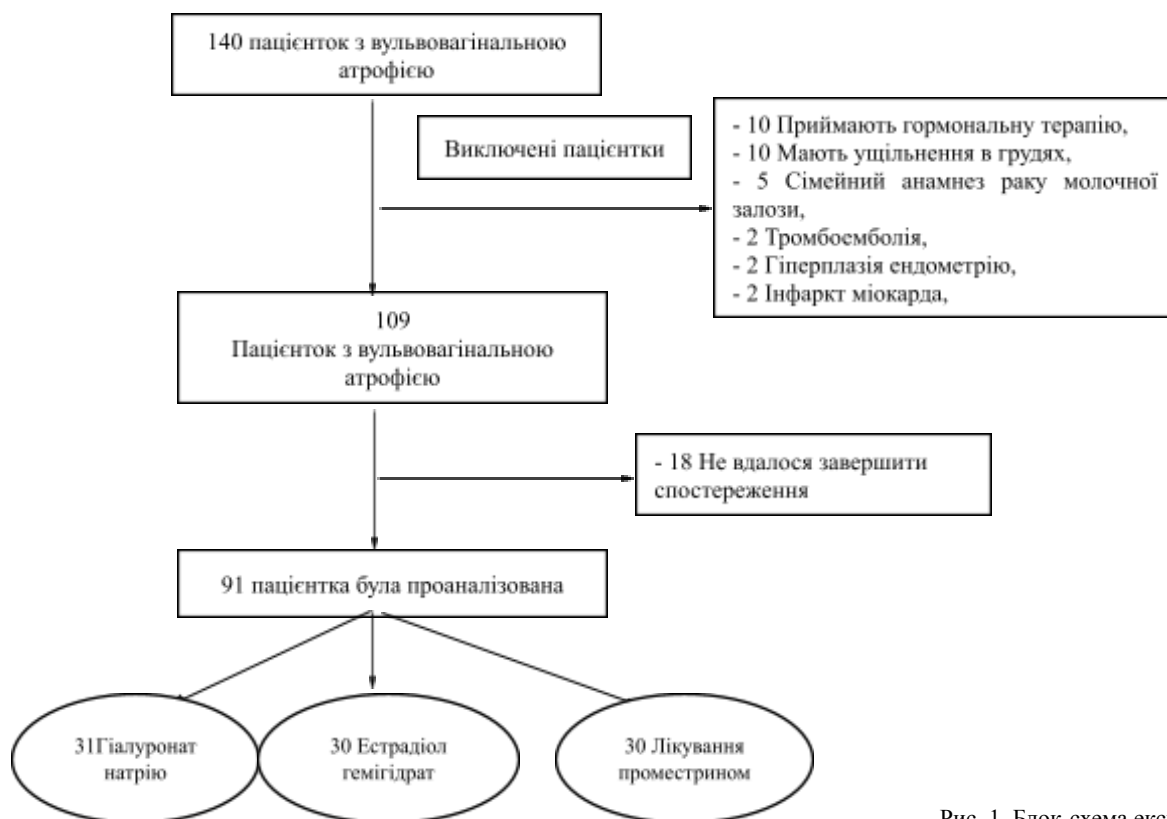 140 пацієнток з вульвовагінальною
атрофією
Виключені пацієнтки
- 10 Приймають гормональну терапію,
- 10 Мають ущільнення в грудях,
- 5 Сімейний анамнез раку молочної
залози,
- 2 Тромбоемболія,
- 2 Гіперплазія ендометрію,
- 2 Інфаркт міокарда,
109
Пацієнток з вульвовагінальною
атрофією
- 18 Не вдалося завершити
спостереження
91 пацієнтка була проаналізована
31Гіалуронат
натрію
30 Естрадіол
гемігідрат
30 Лікування
проместрином
Рис. 1. Блок-схема